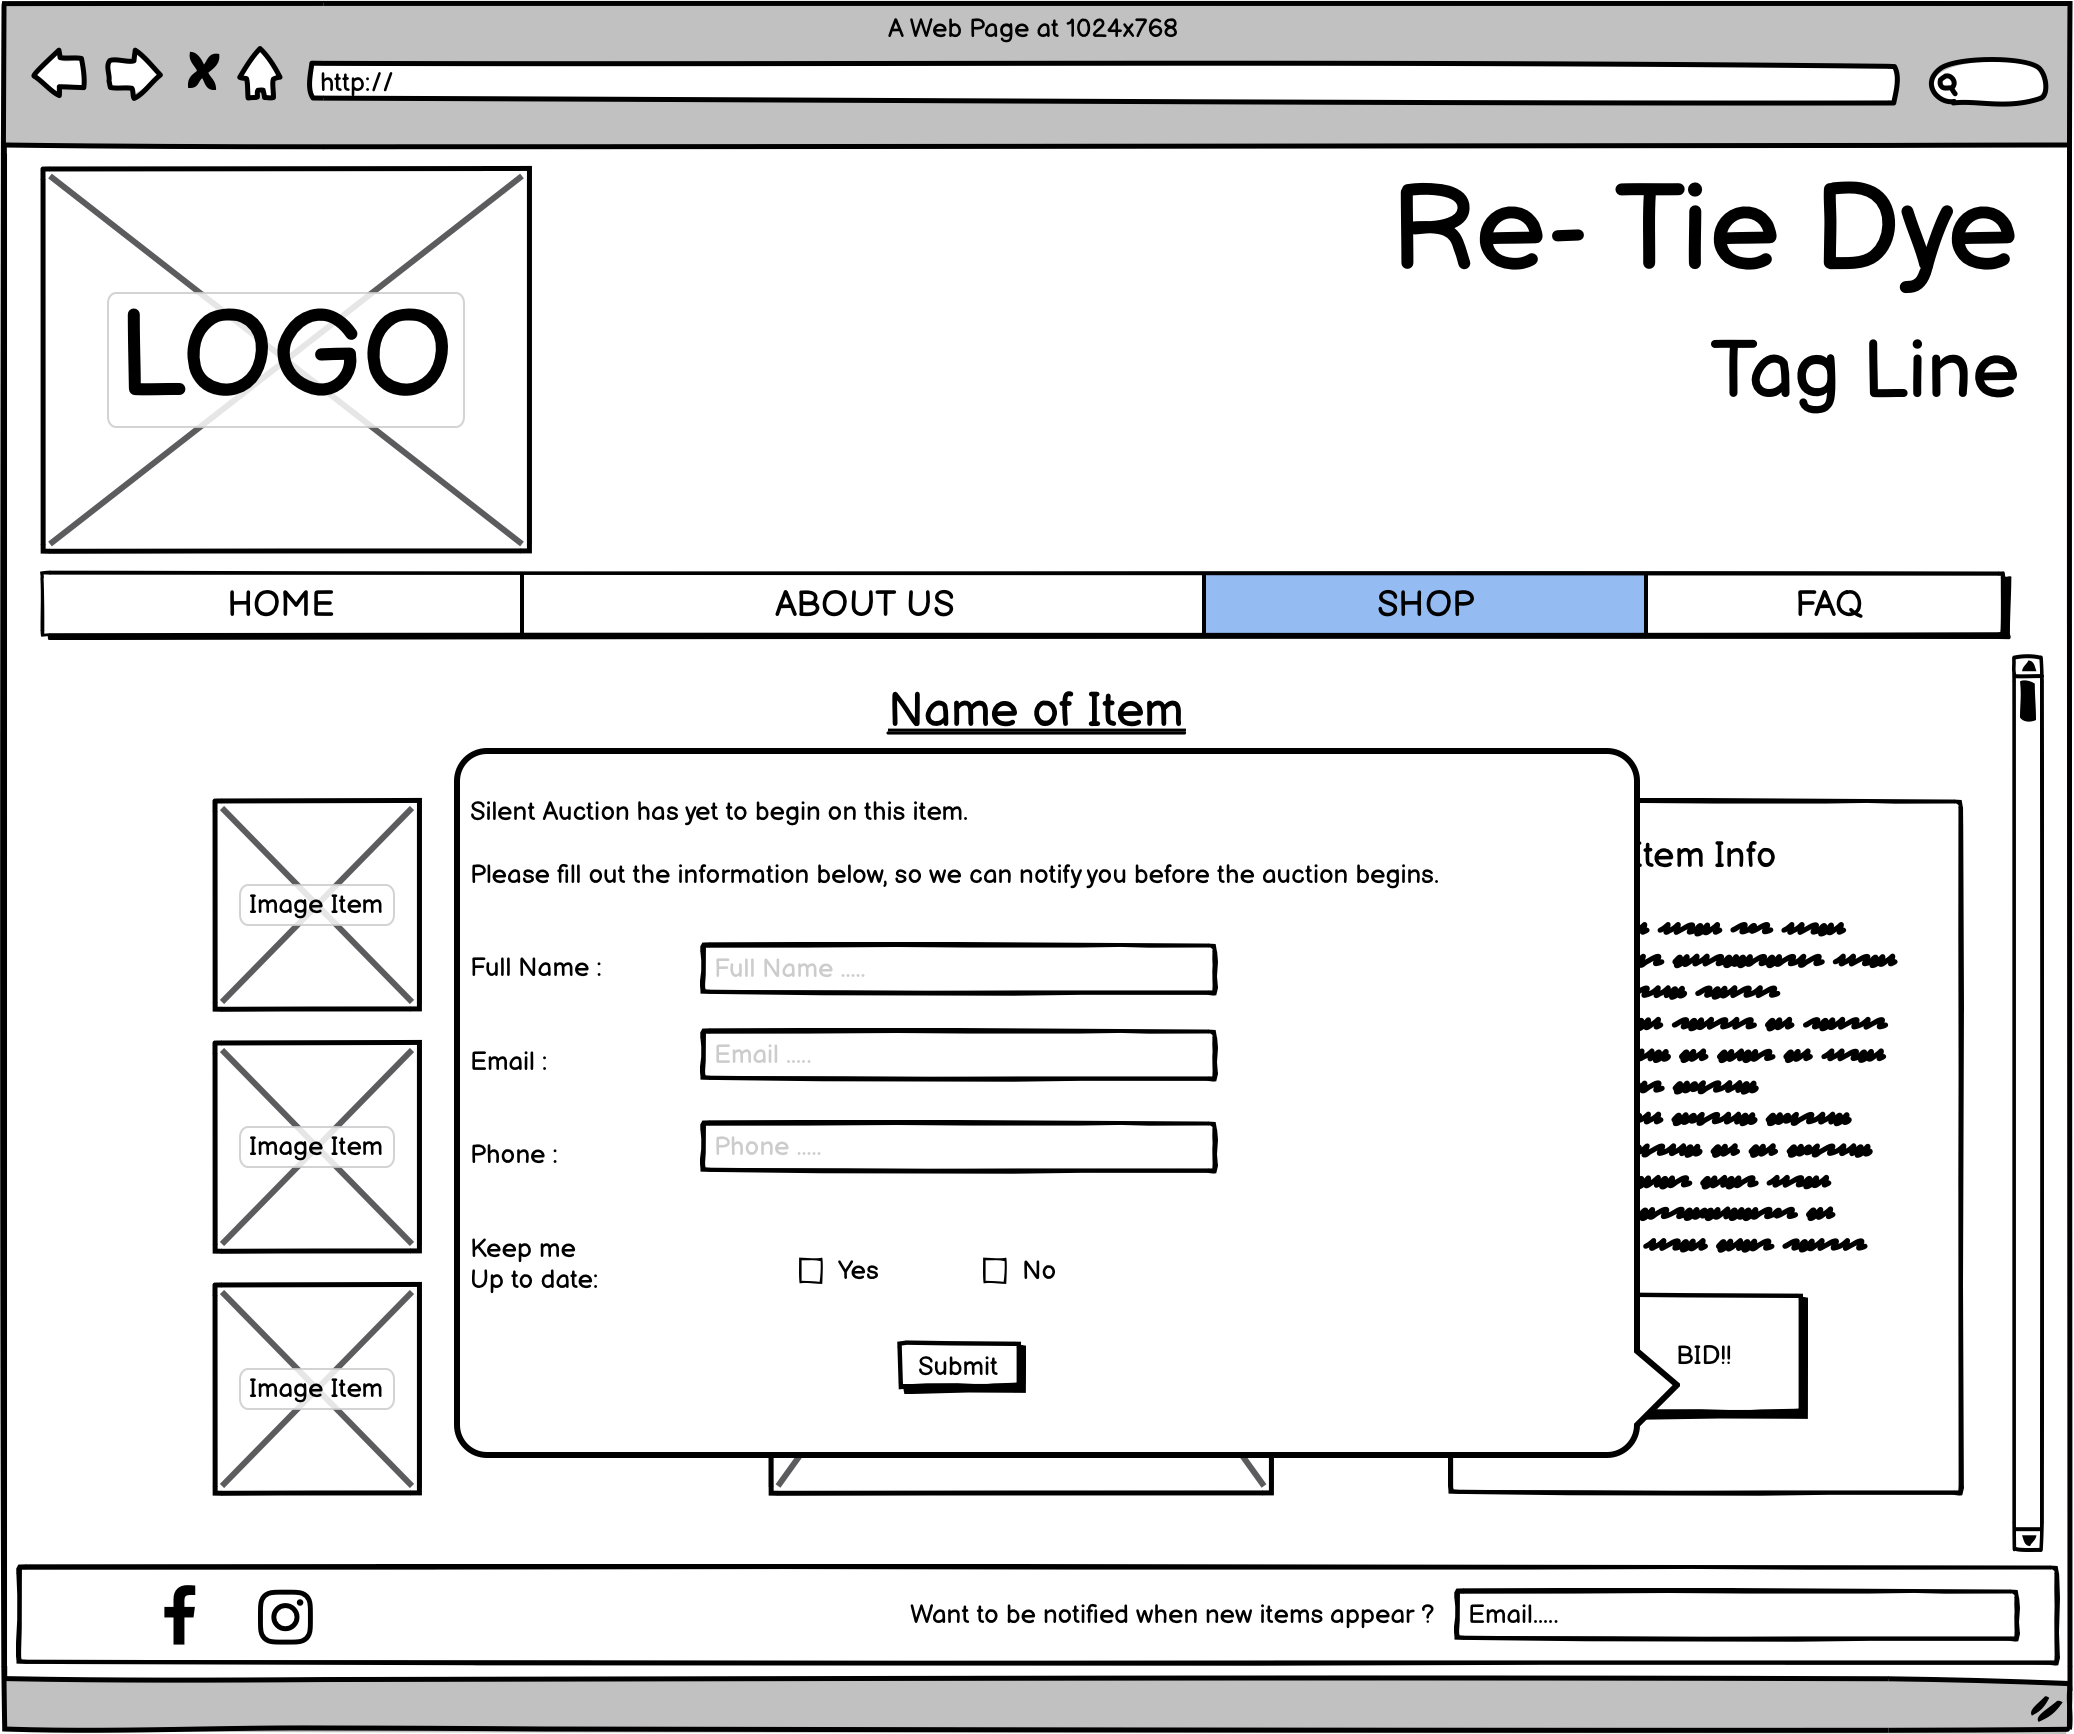 A Web Page at 1024x768
http://
Re- Tie Dye
LOGO
Tag Line
HOME
ABOUT US
SHOP
FAQ
Name of Item
Silent Auction has yet to begin on this item.
Please fill out the information below, so we can notify you before the auction begins.
Item Info
Image Item
Full Name :
Full Name .....
Email :
Email .....
Image Item
Phone :
Phone .....
Keep me
Up to date:
Yes
No
BID!!
Submit
Image Item
Want to be notified when new items appear ?
Email.....